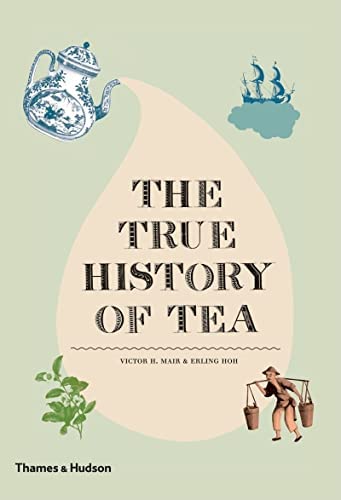 THE
TRUE
HISTORY
OF TEA
VICTOR H. MAIR & ERLING HOH
Thames & Hudson